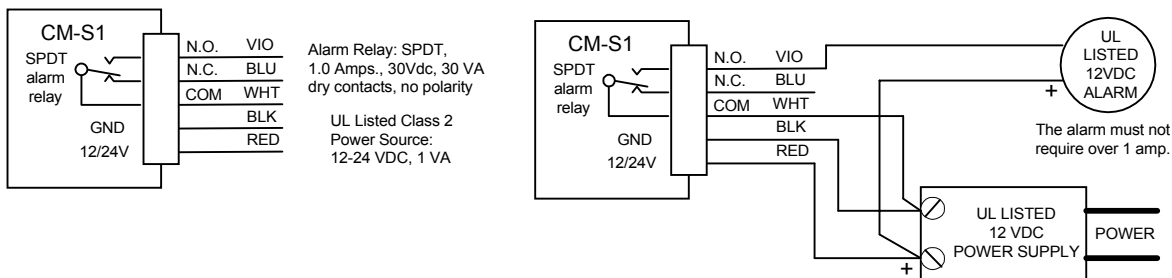 CM-S1
SPDT
alarm
relay
GND
12/24V
N.O. VIO
N.C. BLU
COM WHT
BLK
RED
Alarm Relay: SPDT,
1.0 Amps., 30Vdc, 30 VA
dry contacts, no polarity
UL Listed Class 2
Power Source:
12-24 VDC, 1 VA
CM-S1
SPDT
alarm
relay
GND
12/24V
N.O. VIO
N.C. BLU
COM WHT
BLK
RED
UL
LISTED
12VDC
ALARM
+
The alarm must not
require over 1 amp.
UL LISTED
12 VDC
POWER SUPPLY
+
POWER